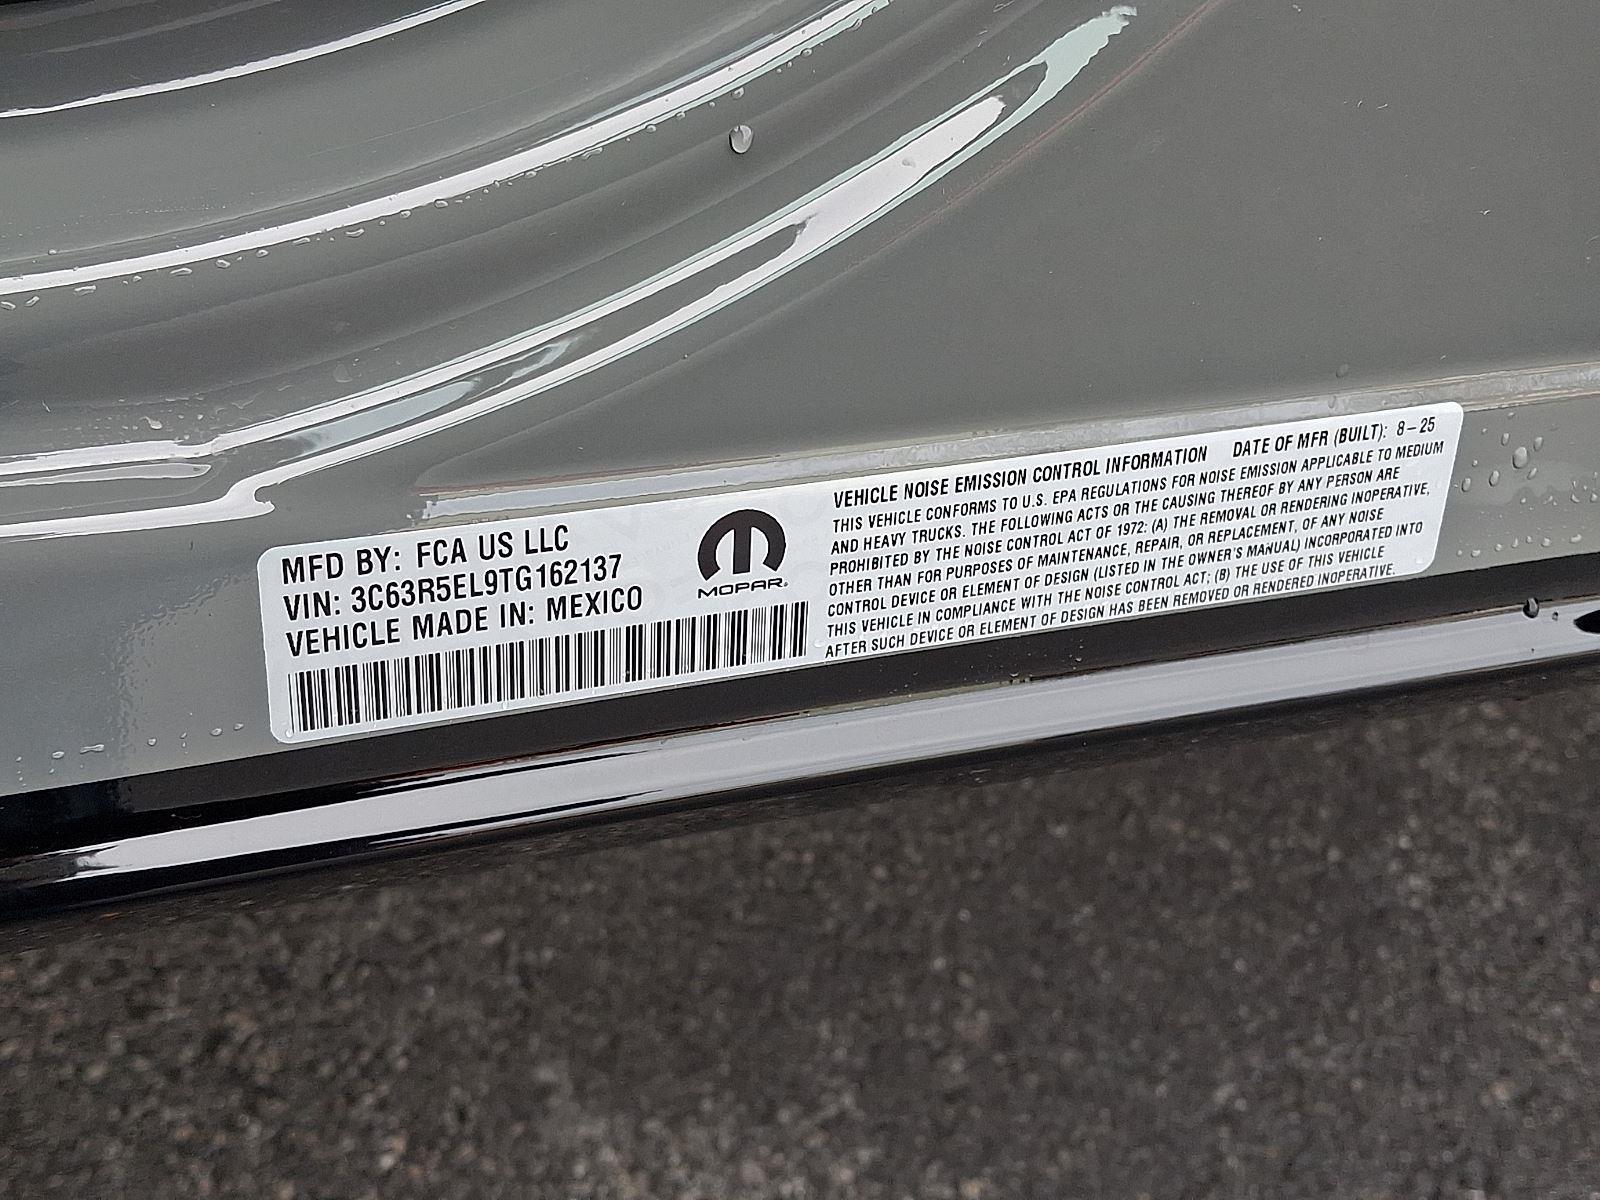 MFD BY: FCA US LLC
VIN: 3C63R5EL9TG162137
VEHICLE MADE IN: MEXICO
MOPAR®
VEHICLE NOISE EMISSION CONTROL INFORMATION DATE OF MFR (BUILT): 8-25
THIS VEHICLE CONFORMS TO U.S. EPA REGULATIONS FOR NOISE EMISSION APPLICABLE TO MEDIUM
AND HEAVY TRUCKS. THE FOLLOWING ACTS OR THE CAUSING THEREOF BY ANY PERSON ARE
PROHIBITED BY THE NOISE CONTROL ACT OF 1972: (A) THE REMOVAL OR RENDERING INOPERATIVE,
OTHER THAN FOR PURPOSES OF MAINTENANCE, REPAIR, OR REPLACEMENT, OF ANY NOISE
CONTROL DEVICE OR ELEMENT OF DESIGN (LISTED IN THE OWNER'S MANUAL) INCORPORATED INTO
THIS VEHICLE IN COMPLIANCE WITH THE NOISE CONTROL ACT; (B) THE USE OF THIS VEHICLE
AFTER SUCH DEVICE OR ELEMENT OF DESIGN HAS BEEN REMOVED OR RENDERED INOPERATIVE.